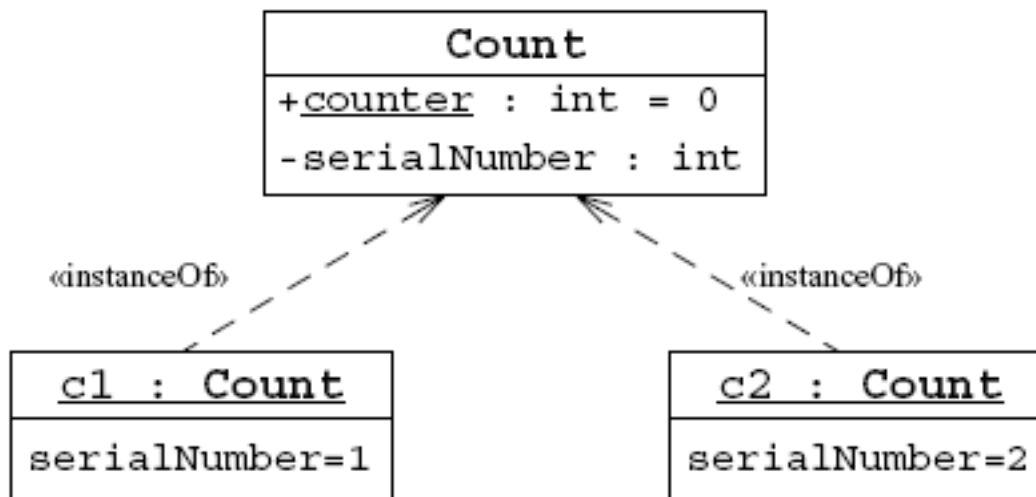 Count
+counter : int = 0
-serialNumber : int
«instanceOf»
«instanceOf»
c1 : Count
serialNumber=1
c2 : Count
serialNumber=2